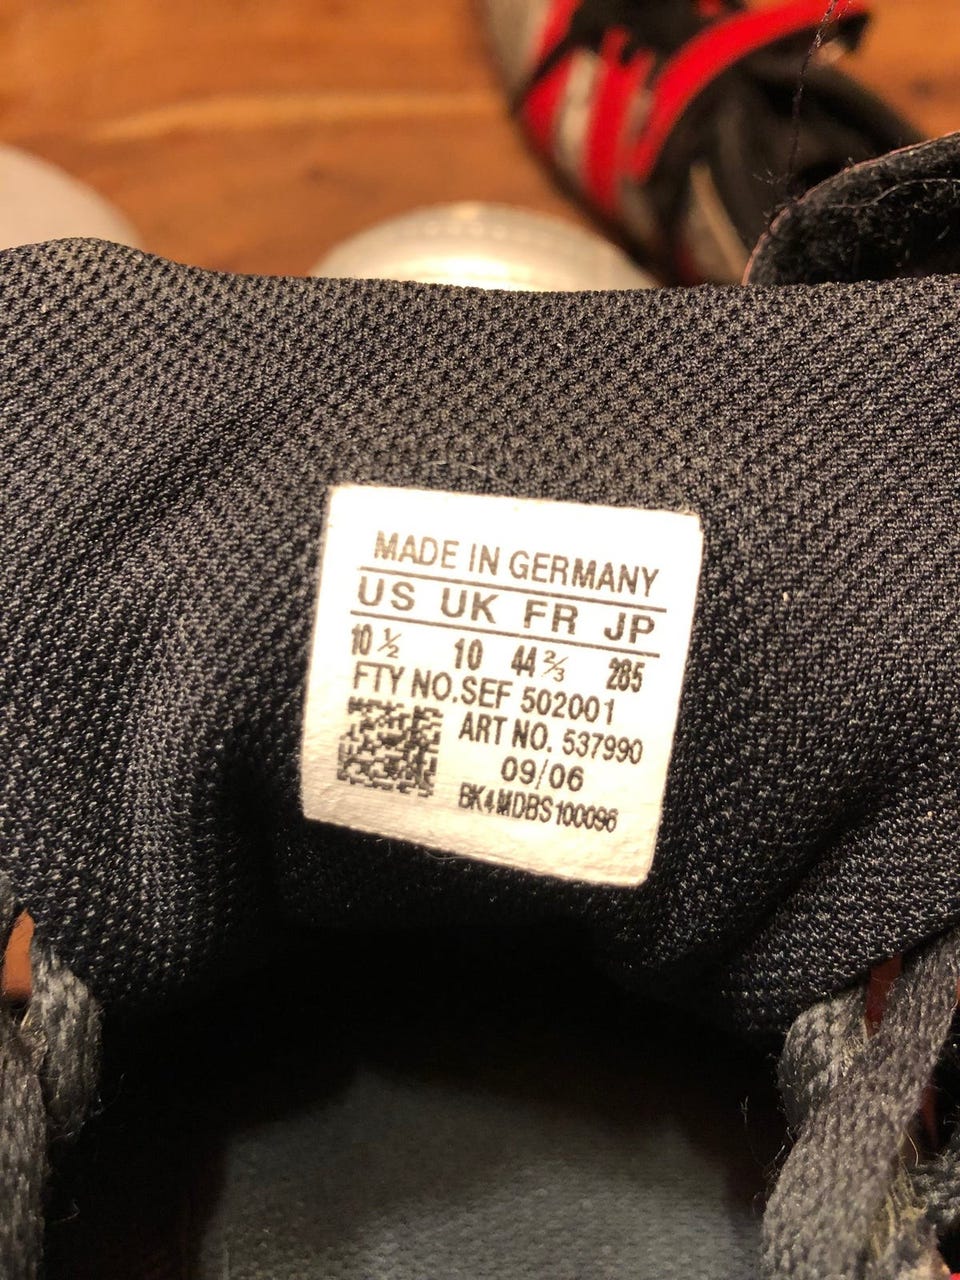 MADE IN GERMANY
US UK FR JP
10 ½ 10 44 ⅔ 285
FTY NO.SEF 502001
ART NO. 537990
09/06
BK4MDBS100096